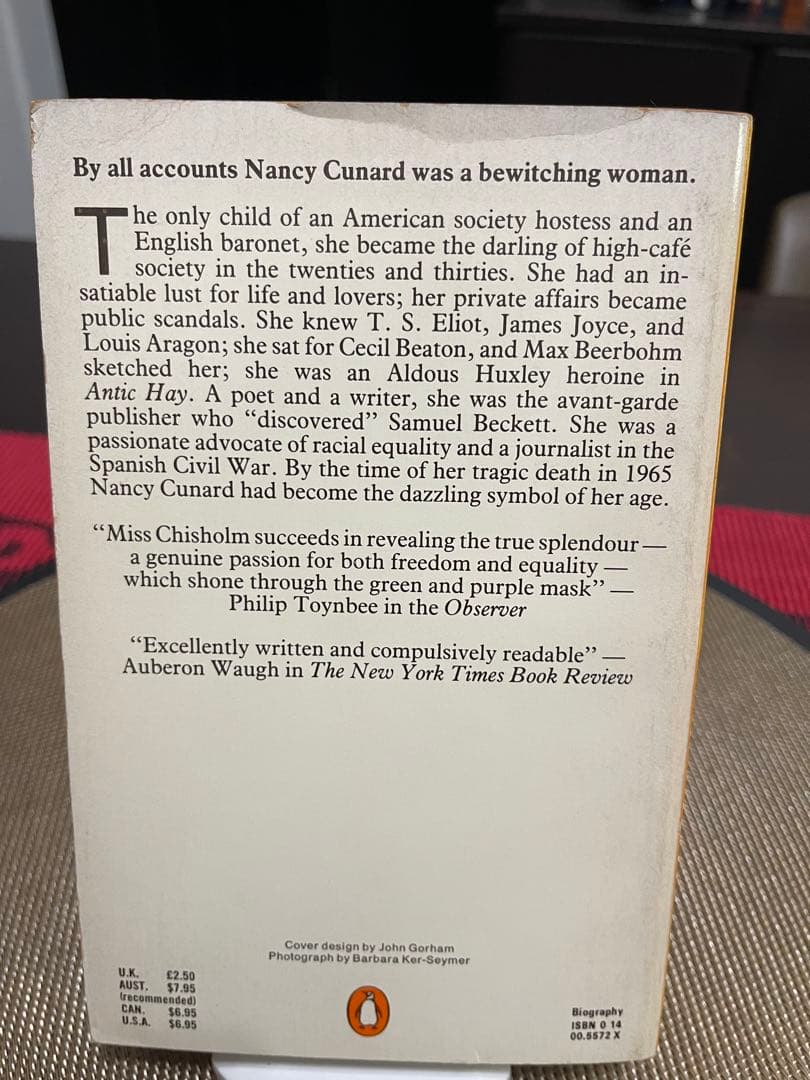 By all accounts Nancy Cunard was a bewitching woman.
The only child of an American society hostess and an
English baronet, she became the darling of high-café
society in the twenties and thirties. She had an in-
satiable lust for life and lovers; her private affairs became
public scandals. She knew T. S. Eliot, James Joyce, and
Louis Aragon; she sat for Cecil Beaton, and Max Beerbohm
sketched her; she was an Aldous Huxley heroine in
Antic Hay. A poet and a writer, she was the avant-garde
publisher who “discovered” Samuel Beckett. She was a
passionate advocate of racial equality and a journalist in the
Spanish Civil War. By the time of her tragic death in 1965
Nancy Cunard had become the dazzling symbol of her age.
“Miss Chisholm succeeds in revealing the true splendour—
a genuine passion for both freedom and equality—
which shone through the green and purple mask”—
Philip Toynbee in the Observer
“Excellently written and compulsively readable”—
Auberon Waugh in The New York Times Book Review
Cover design by John Gorham
Photograph by Barbara Ker-Seymer
U.K. £2.50
AUST. $7.95
(recommended)
CAN. $6.95
U.S.A. $6.95
Biography
ISBN 0 14
00.5572 X